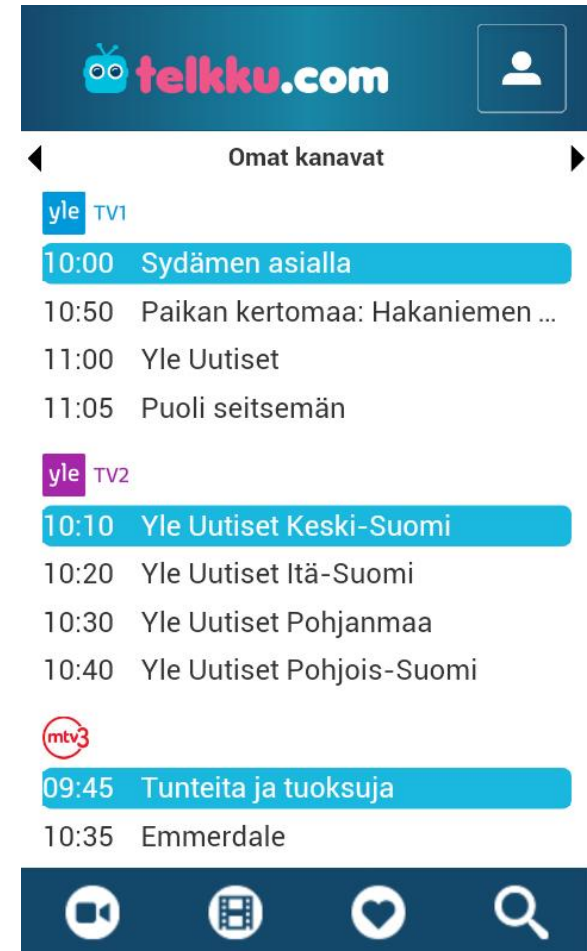 telkku.com
Omat kanavat
yle TV1
10:00 Sydämen asialla
10:50 Paikan kertomaa: Hakaniemen ...
11:00 Yle Uutiset
11:05 Puoli seitsemän
yle TV2
10:10 Yle Uutiset Keski-Suomi
10:20 Yle Uutiset Itä-Suomi
10:30 Yle Uutiset Pohjanmaa
10:40 Yle Uutiset Pohjois-Suomi
mtv3
09:45 Tunteita ja tuoksuja
10:35 Emmerdale